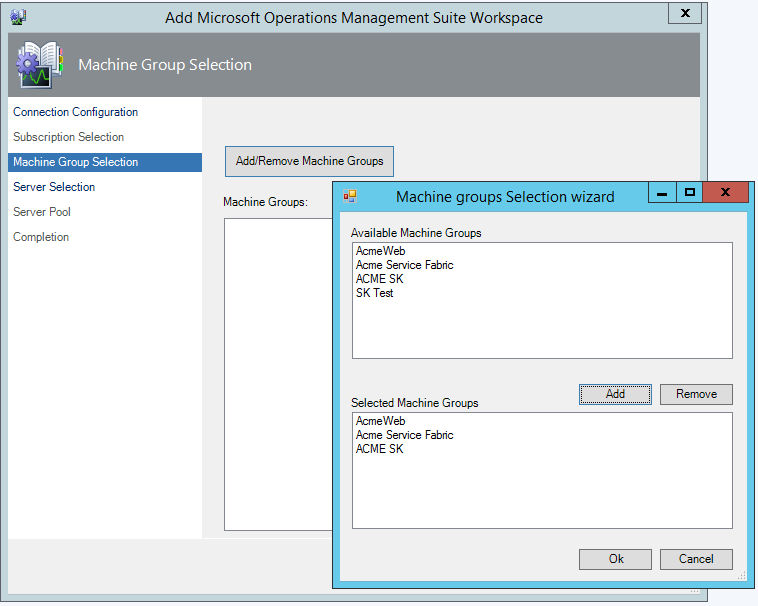 Add Microsoft Operations Management Suite Workspace
X
Machine Group Selection
Connection Configuration
Subscription Selection
Machine Group Selection
Server Selection
Server Pool
Completion
Add/Remove Machine Groups
Machine Groups:
Machine groups Selection wizard
X
Available Machine Groups
AcmeWeb
Acme Service Fabric
ACME SK
SK Test
Add
Remove
Selected Machine Groups
AcmeWeb
Acme Service Fabric
ACME SK
Ok
Cancel